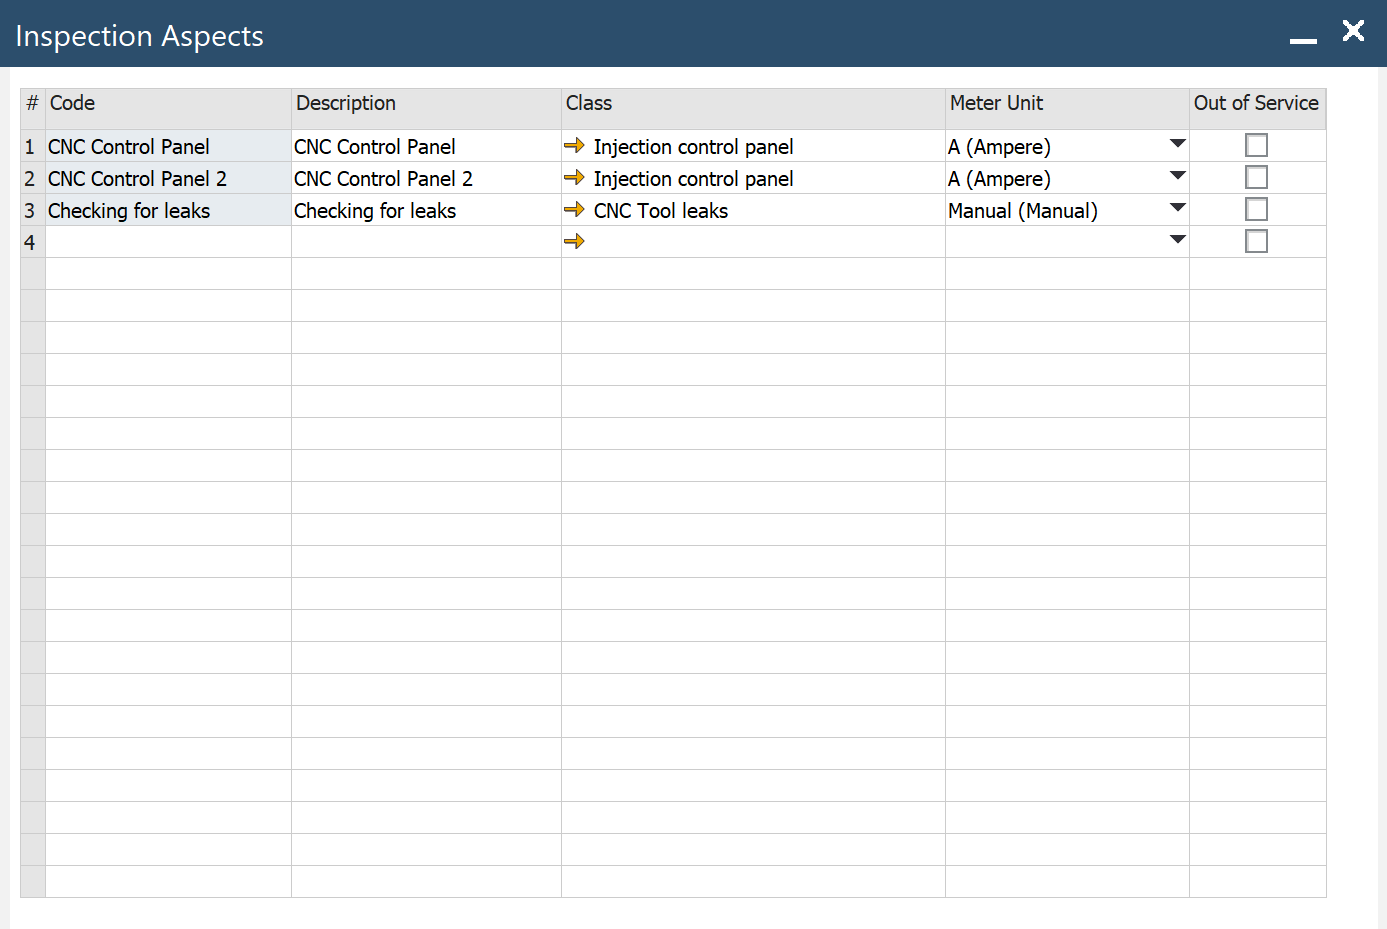 Inspection Aspects
# Code Description Class Meter Unit Out of Service
1 CNC Control Panel CNC Control Panel Injection control panel A (Ampere)
2 CNC Control Panel 2 CNC Control Panel 2 Injection control panel A (Ampere)
3 Checking for leaks Checking for leaks CNC Tool leaks Manual (Manual)
4